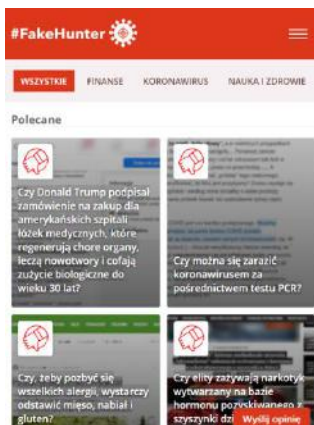 #FakeHunter
WSZYSTKIE FINANSE KORONAWIRUS NAUKA I ZDROWIE
Polecane
Czy Donald Trump podpisał
zamówienie na zakup dla
amerykańskich szpitali
łóżek medycznych, które
regenerują chore organy,
leczą nowotwory i cofają
zużycie biologiczne do
wieku 30 lat?
Czy można się zarazić
koronawirusem za
pośrednictwem testu PCR?
Czy, żeby pozbyć się
wszelkich alergii, wystarczy
odstawić mięso, nabiał i
gluten?
Czy elity zażywają narkotyk
wytwarzany na bazie
hormonu pozyskiwanego z
szyszynki dzi
Wyślij opinię